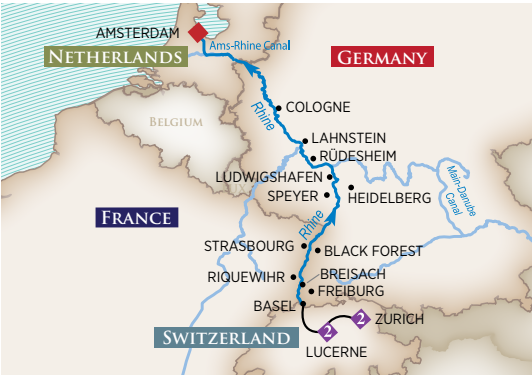 AMSTERDAM
Ams-Rhine Canal
NETHERLANDS
GERMANY
Rhine
COLOGNE
BELGIUM
LAHNSTEIN
RÜDESHEIM
LUDWIGSHAFEN
SPEYER
HEIDELBERG
Main-Danube
Canal
FRANCE
Rhine
STRASBOURG
BLACK FOREST
RIQUEWIHR
BREISACH
FREIBURG
BASEL
SWITZERLAND
2
ZURICH
2
LUCERNE